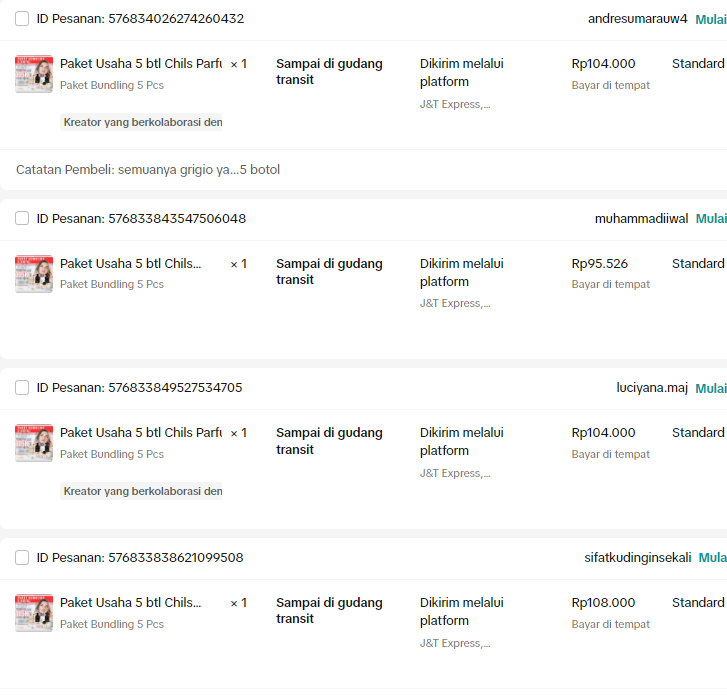 ID Pesanan: 576834026274260432 andresumarauw4 Mulai
Paket Usaha 5 btl Chils Parfu × 1 Sampai di gudang transit Dikirim melalui platform Rp104.000 Standard
Paket Bundling 5 Pcs J&T Express,... Bayar di tempat
Kreator yang berkolaborasi den
Catatan Pembeli: semuanya grigio ya...5 botol
ID Pesanan: 576833843547506048 muhammadiiwal Mulai
Paket Usaha 5 btl Chils... × 1 Sampai di gudang transit Dikirim melalui platform Rp95.526 Standard
Paket Bundling 5 Pcs J&T Express,... Bayar di tempat
ID Pesanan: 576833849527534705 luciyana.maj Mulai
Paket Usaha 5 btl Chils Parfu × 1 Sampai di gudang transit Dikirim melalui platform Rp104.000 Standard
Paket Bundling 5 Pcs J&T Express,... Bayar di tempat
Kreator yang berkolaborasi den
ID Pesanan: 576833838621099508 sifatkudinginsekali Mula
Paket Usaha 5 btl Chils... × 1 Sampai di gudang transit Dikirim melalui platform Rp108.000 Standard
Paket Bundling 5 Pcs J&T Express,... Bayar di tempat